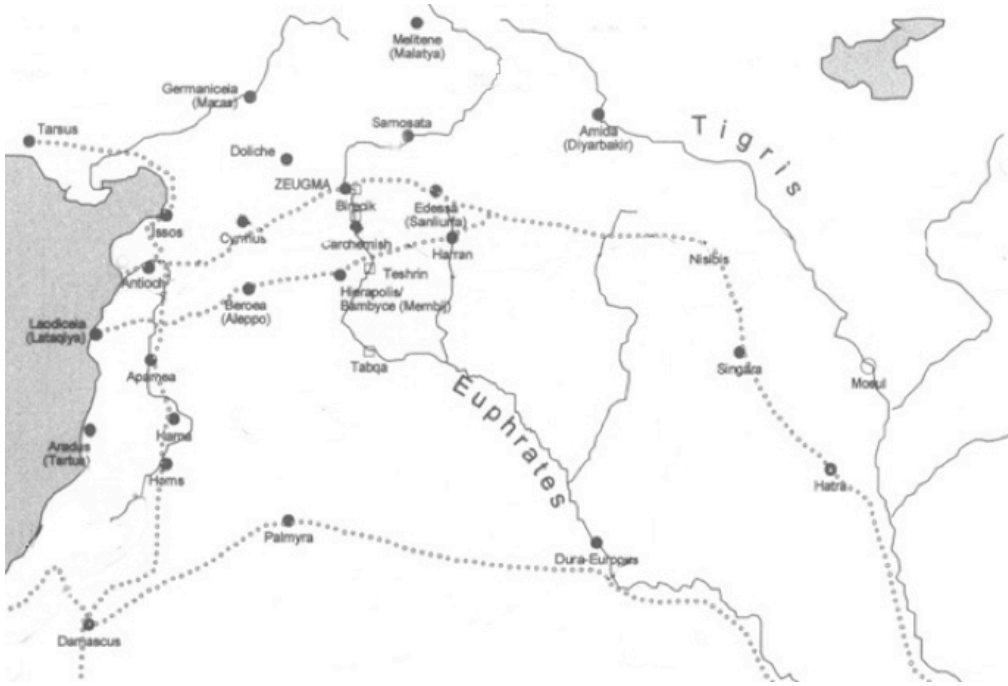 Melitene
(Malatya)
Germaniceia
(Maras)
Tarsus
Samosata
Amida
(Diyarbakir)
Tigris
Doliche
ZEUGMA
Birecik
Edessa
(Sanliurfa)
Issos
Cyrrhus
Carchemish
Harran
Nisibis
Antioch
Teshrin
Hierapolis/
Bambyce (Membij)
Beroea
(Aleppo)
Laodiceia
(Lataqiya)
Apamea
Tabqa
Singara
Mosul
Euphrates
Hama
Aradus
(Tartus)
Homs
Hatra
Palmyra
Dura-Europos
Damascus